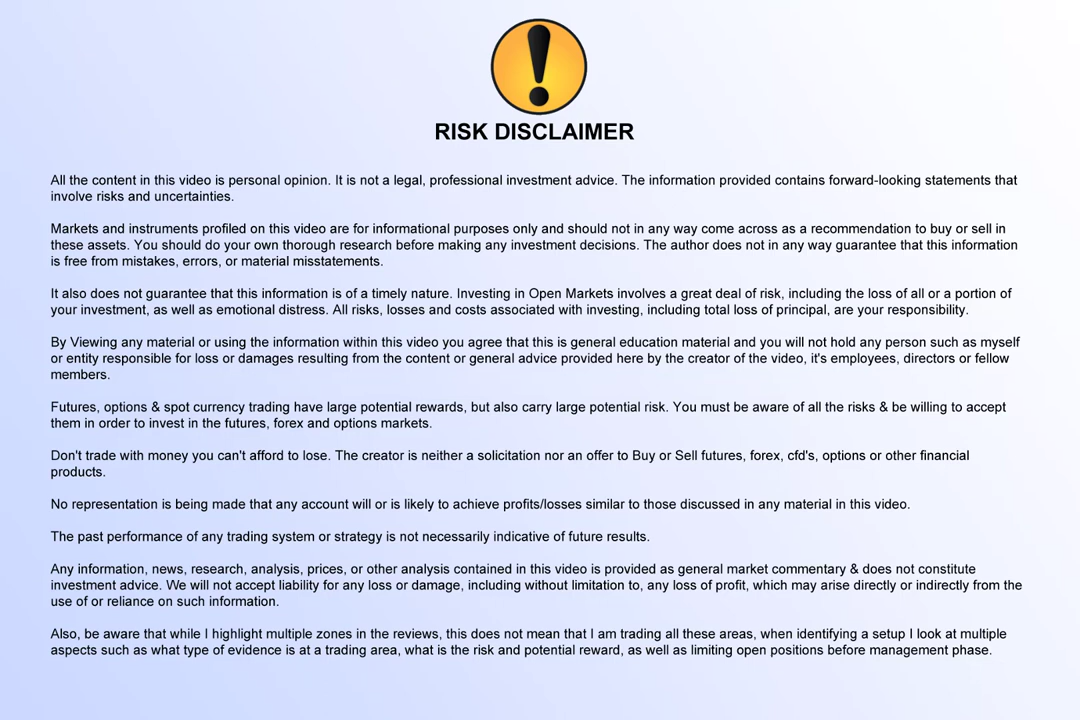 RISK DISCLAIMER
All the content in this video is personal opinion. It is not a legal, professional investment advice. The information provided contains forward-looking statements that
involve risks and uncertainties.
Markets and instruments profiled on this video are for informational purposes only and should not in any way come across as a recommendation to buy or sell in
these assets. You should do your own thorough research before making any investment decisions. The author does not in any way guarantee that this information
is free from mistakes, errors, or material misstatements.
It also does not guarantee that this information is of a timely nature. Investing in Open Markets involves a great deal of risk, including the loss of all or a portion of
your investment, as well as emotional distress. All risks, losses and costs associated with investing, including total loss of principal, are your responsibility.
By Viewing any material or using the information within this video you agree that this is general education material and you will not hold any person such as myself
or entity responsible for loss or damages resulting from the content or general advice provided here by the creator of the video, it's employees, directors or fellow
members.
Futures, options & spot currency trading have large potential rewards, but also carry large potential risk. You must be aware of all the risks & be willing to accept
them in order to invest in the futures, forex and options markets.
Don't trade with money you can't afford to lose. The creator is neither a solicitation nor an offer to Buy or Sell futures, forex, cfd's, options or other financial
products.
No representation is being made that any account will or is likely to achieve profits/losses similar to those discussed in any material in this video.
The past performance of any trading system or strategy is not necessarily indicative of future results.
Any information, news, research, analysis, prices, or other analysis contained in this video is provided as general market commentary & does not constitute
investment advice. We will not accept liability for any loss or damage, including without limitation to, any loss of profit, which may arise directly or indirectly from the
use of or reliance on such information.
Also, be aware that while I highlight multiple zones in the reviews, this does not mean that I am trading all these areas, when identifying a setup I look at multiple
aspects such as what type of evidence is at a trading area, what is the risk and potential reward, as well as limiting open positions before management phase.